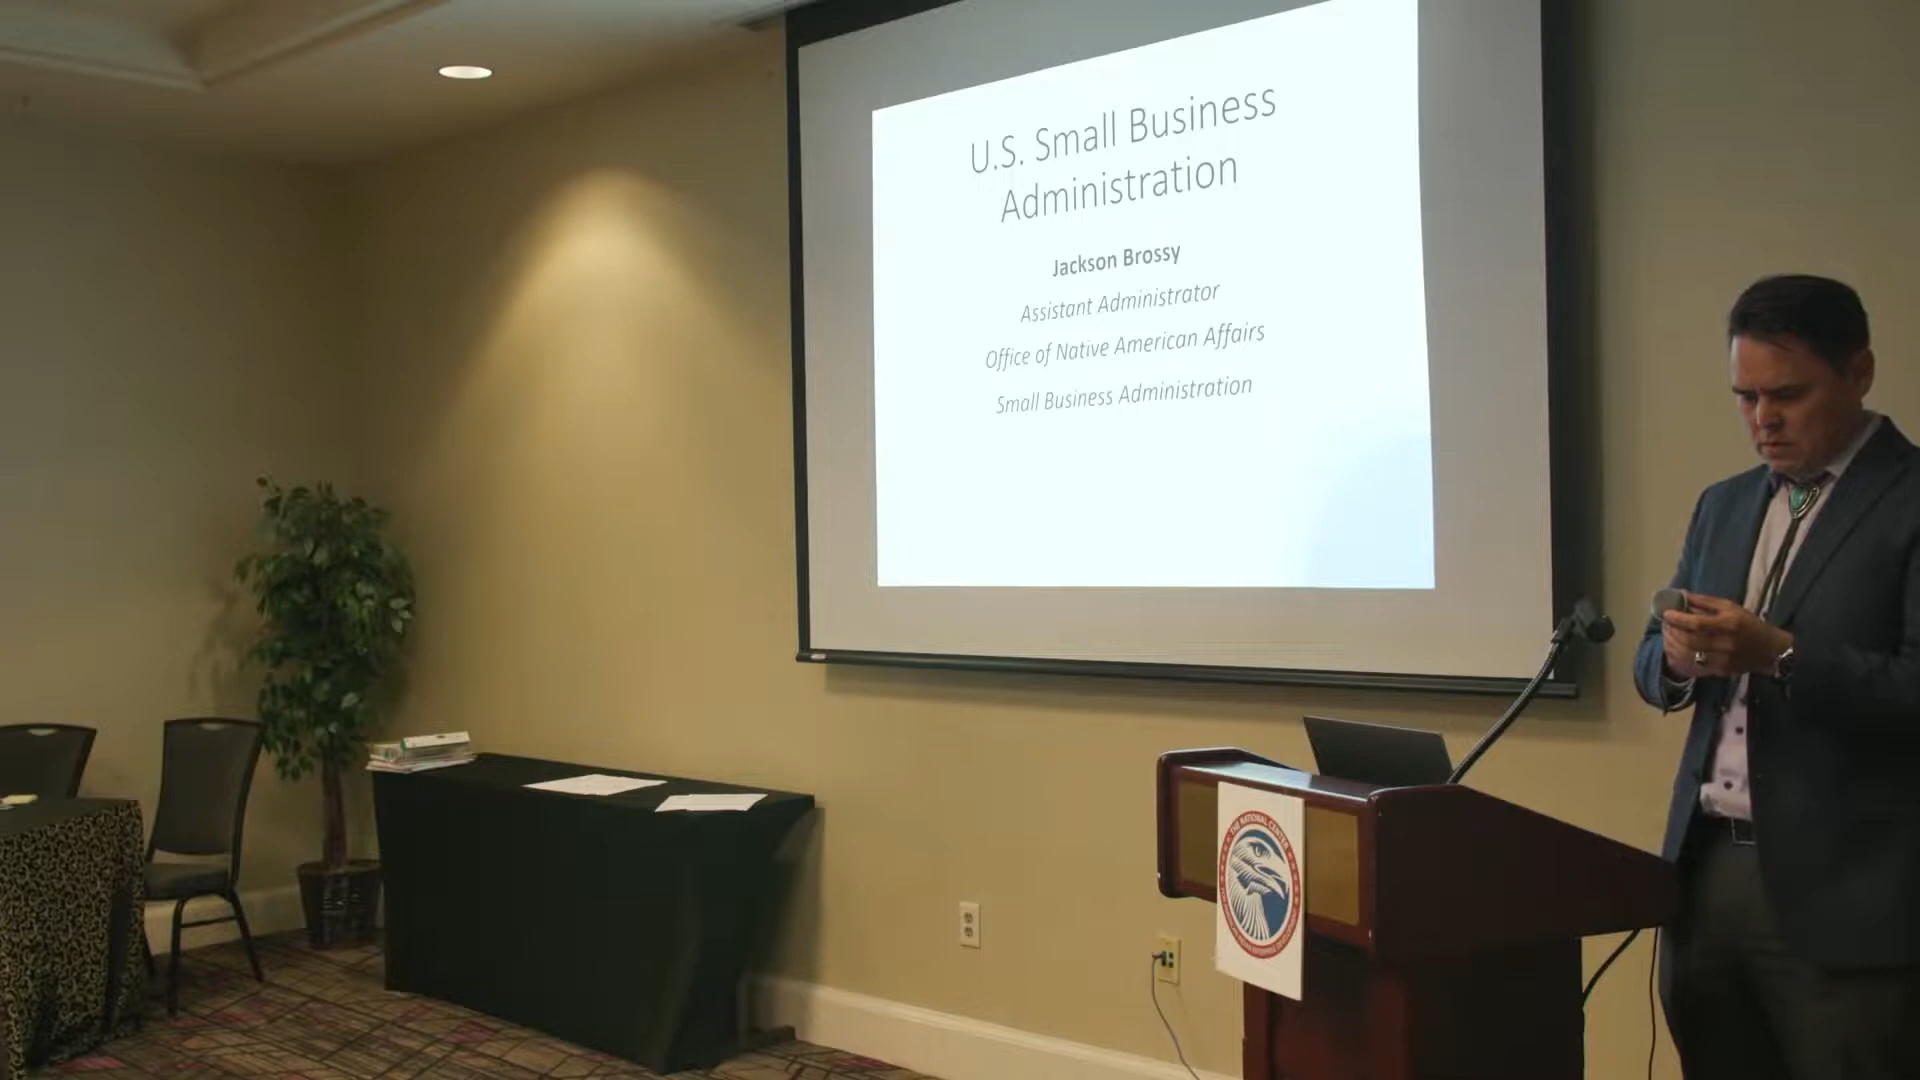 U.S. Small Business
Administration
Jackson Brossy
Assistant Administrator
Office of Native American Affairs
Small Business Administration
THE NATIONAL CENTER